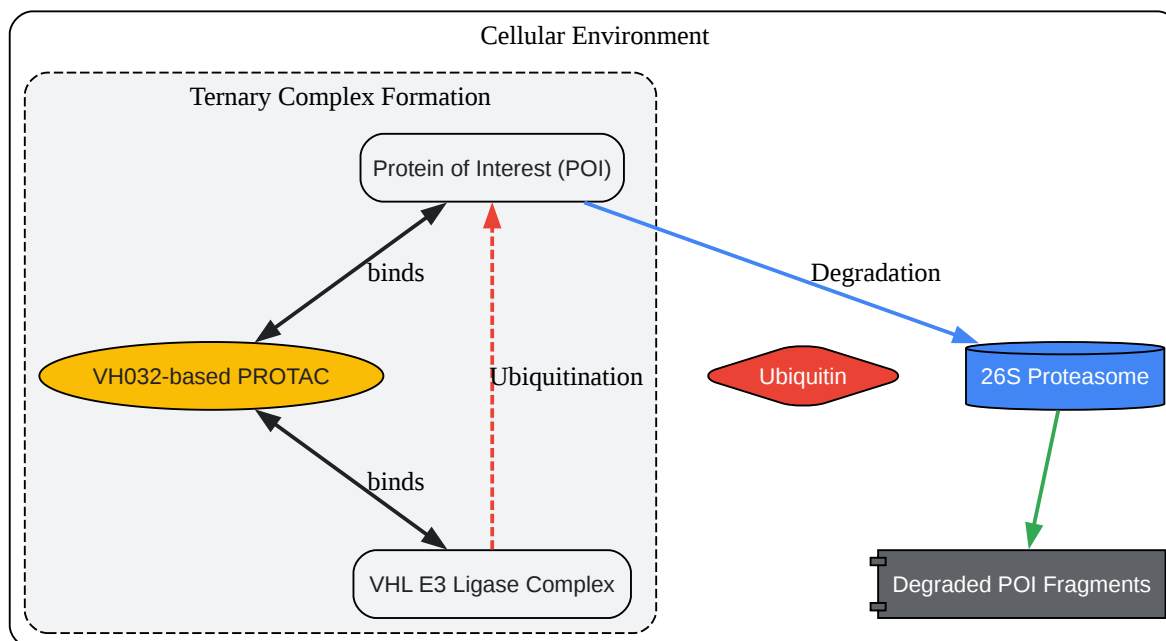 Cellular Environment
Ternary Complex Formation
Protein of Interest (POI)
binds
Degradation
VH032-based PROTAC
Ubiquitination
Ubiquitin
26S Proteasome
binds
VHL E3 Ligase Complex
Degraded POI Fragments